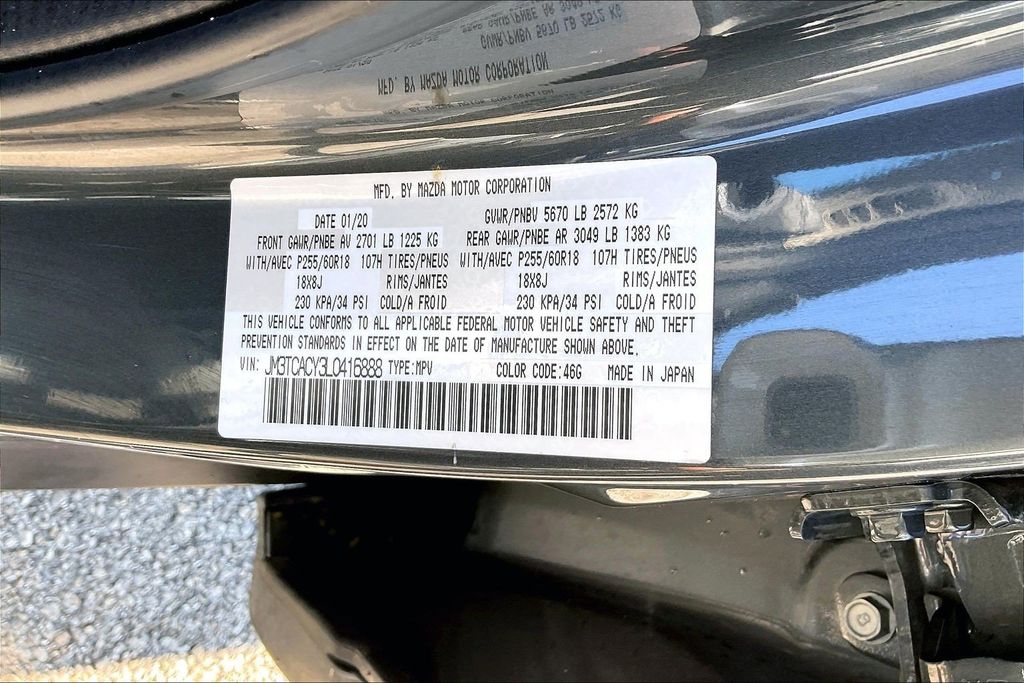 MFD. BY MAZDA MOTOR CORPORATION
DATE 01/20 GVWR/PNBV 5670 LB 2572 KG
FRONT GAWR/PNBE AV 2701 LB 1225 KG REAR GAWR/PNBE AR 3049 LB 1383 KG
WITH/AVEC P255/60R18 107H TIRES/PNEUS WITH/AVEC P255/60R18 107H TIRES/PNEUS
18X8J RIMS/JANTES 18X8J RIMS/JANTES
230 KPA/34 PSI COLD/A FROID 230 KPA/34 PSI COLD/A FROID
THIS VEHICLE CONFORMS TO ALL APPLICABLE FEDERAL MOTOR VEHICLE SAFETY AND THEFT
PREVENTION STANDARDS IN EFFECT ON THE DATE OF MANUFACTURE SHOWN ABOVE.
VIN: JM3TCACY3L0416888 TYPE:MPV COLOR CODE:46G MADE IN JAPAN